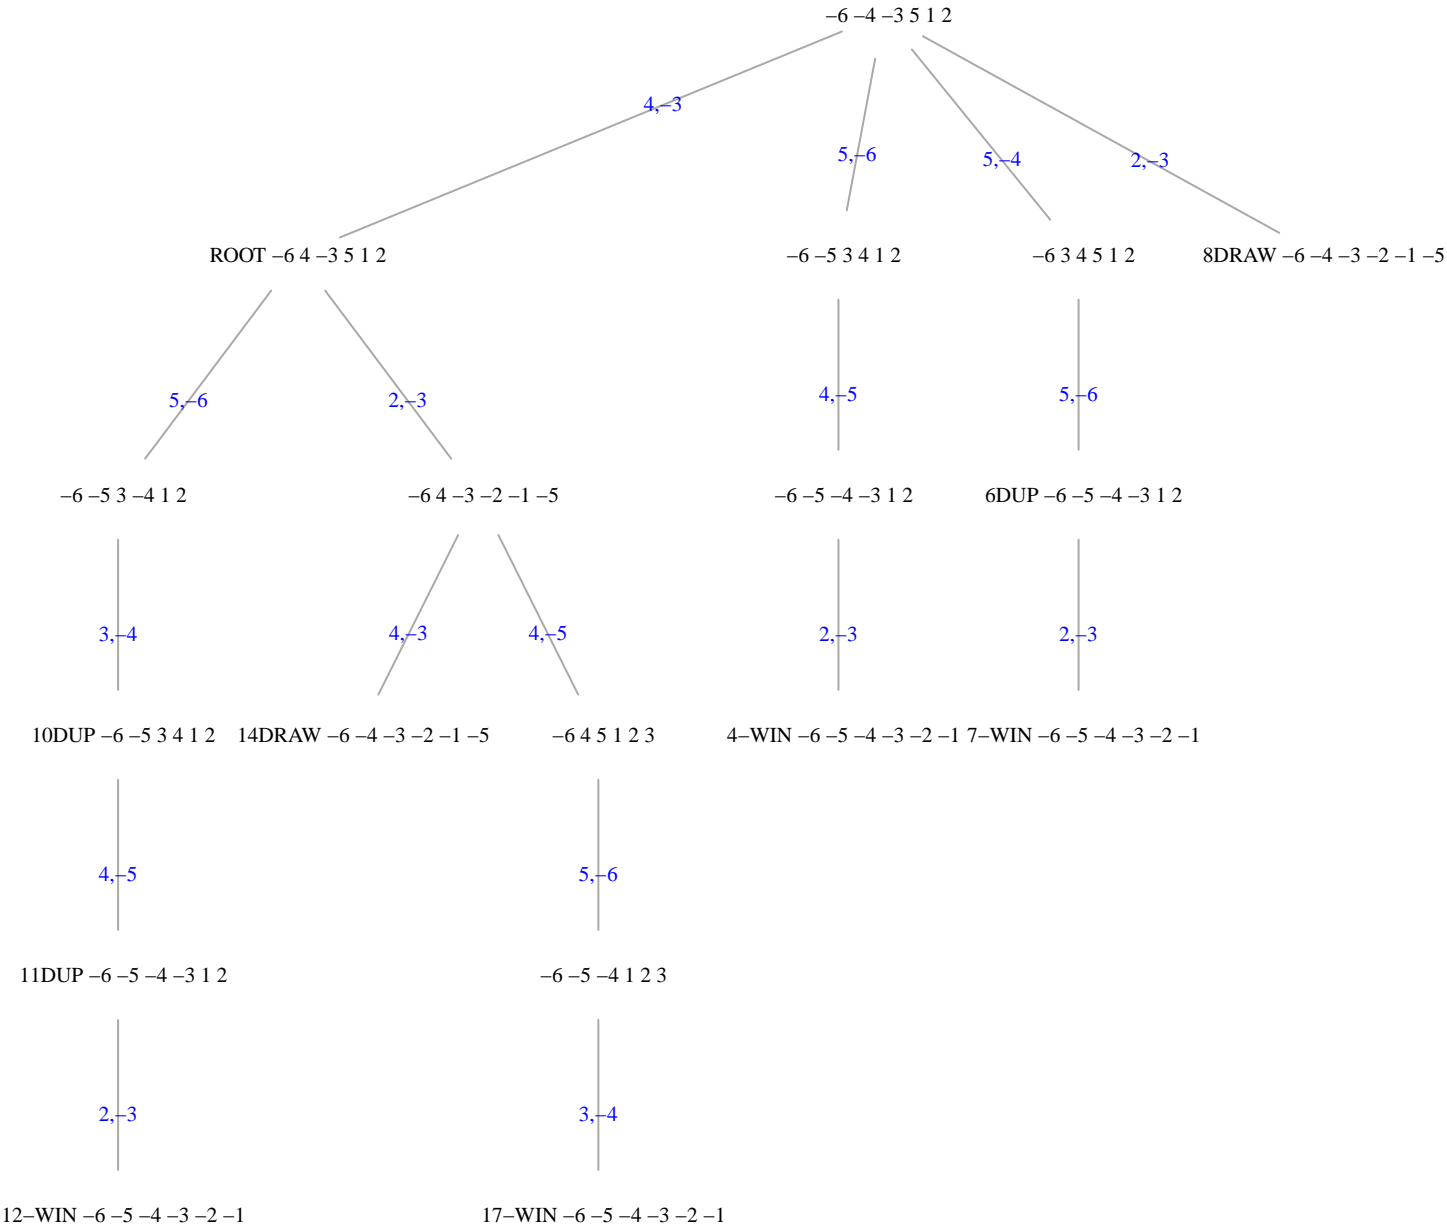 −6 −4 −3 5 1 2
4,−3
5,−6
5,−4
2,−3
ROOT −6 4 −3 5 1 2
−6 −5 3 4 1 2
−6 3 4 5 1 2
8DRAW −6 −4 −3 −2 −1 −5
5,−6
2,−3
4,−5
5,−6
−6 −5 3 −4 1 2
−6 4 −3 −2 −1 −5
−6 −5 −4 −3 1 2
6DUP −6 −5 −4 −3 1 2
3,−4
4,−3
4,−5
2,−3
2,−3
10DUP −6 −5 3 4 1 2
14DRAW −6 −4 −3 −2 −1 −5
−6 4 5 1 2 3
4−WIN −6 −5 −4 −3 −2 −1
7−WIN −6 −5 −4 −3 −2 −1
4,−5
5,−6
11DUP −6 −5 −4 −3 1 2
−6 −5 −4 1 2 3
2,−3
3,−4
12−WIN −6 −5 −4 −3 −2 −1
17−WIN −6 −5 −4 −3 −2 −1